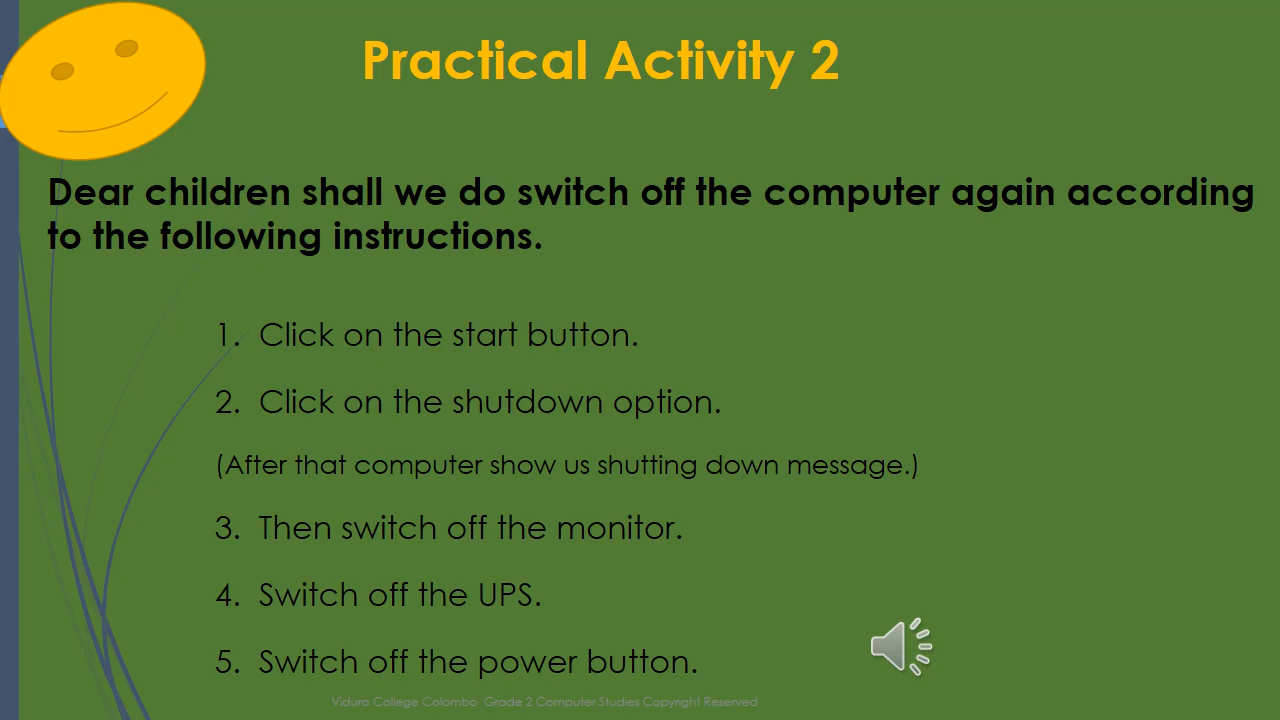 Practical Activity 2
Dear children shall we do switch off the computer again according
to the following instructions.
1. Click on the start button.
2. Click on the shutdown option.
(After that computer show us shutting down message.)
3. Then switch off the monitor.
4. Switch off the UPS.
5. Switch off the power button.
Vidura College Colombo Grade 2 Computer Studies Copyright Reserved